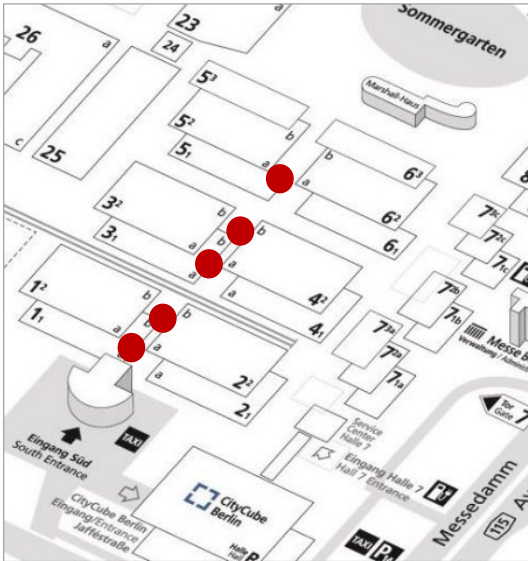 23
a
26
24
Sommergarten
a
5³
Marshall-Haus
5²
b
5₁
a
b
6³
c
25
a
6²
3²
b
b
6₁
7³ᶜ
3₁
b
a
a
7²ᶜ
a
7¹ᶜ
1²
b
4²
7²ᵇ
b
b
a
4₁
7¹ᵇ
1₁
a
7³ᵃ
Messe B
Verwaltung / Administ
a
2²
7²ᵃ
a
2₁
7¹ᵃ
Tor
Gate 7
Eingang Süd
South Entrance
TAXI
Service
Center
Halle 7
Eingang Halle 7
Hall 7 Entrance
CityCube
Berlin
CityCube Berlin
Eingang/Entrance
Jafféstraße
Messedamm
115
A
Halle
Hall
B
TAXI
P
8